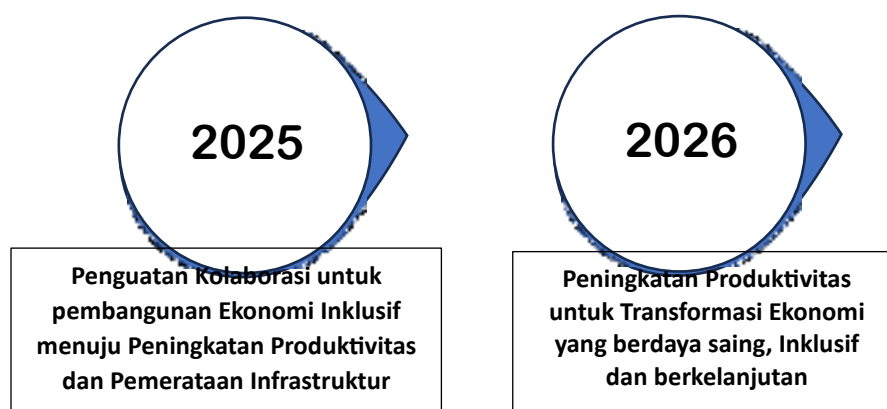 2025
Penguatan Kolaborasi untuk
pembangunan Ekonomi Inklusif
menuju Peningkatan Produktivitas
dan Pemerataan Infrastruktur
2026
Peningkatan Produktivitas
untuk Transformasi Ekonomi
yang berdaya saing, Inklusif
dan berkelanjutan